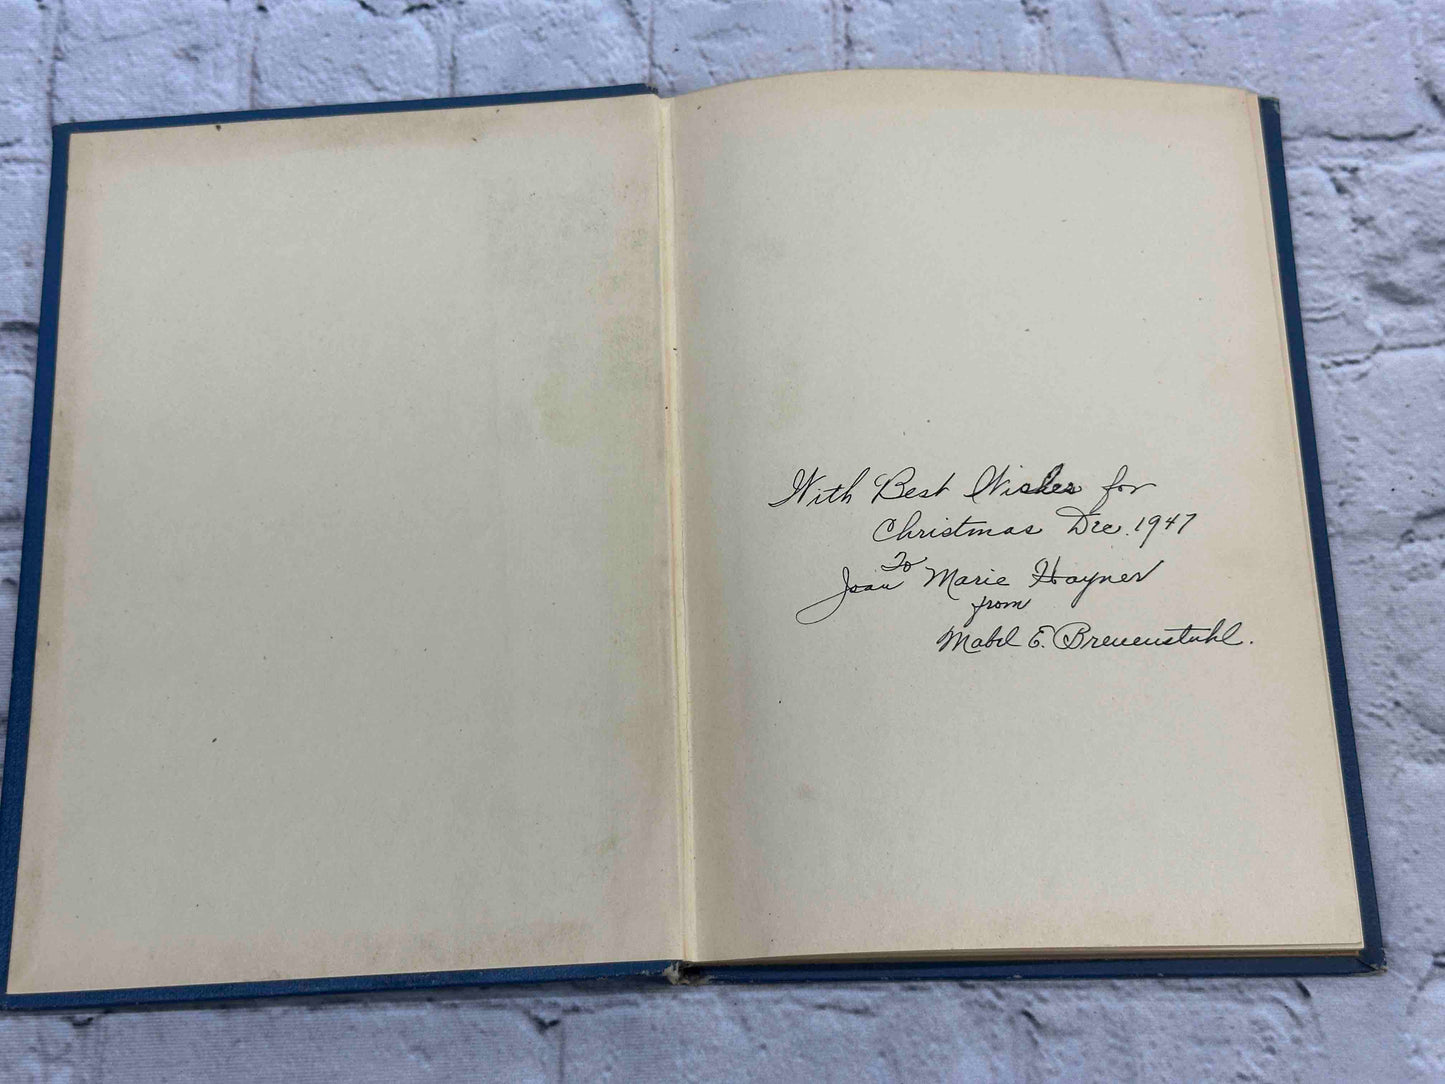 With Best Wishes for
Christmas Dec. 1947
To
Joan Marie Hayner
from
Mabel E. Breuenstuhl.